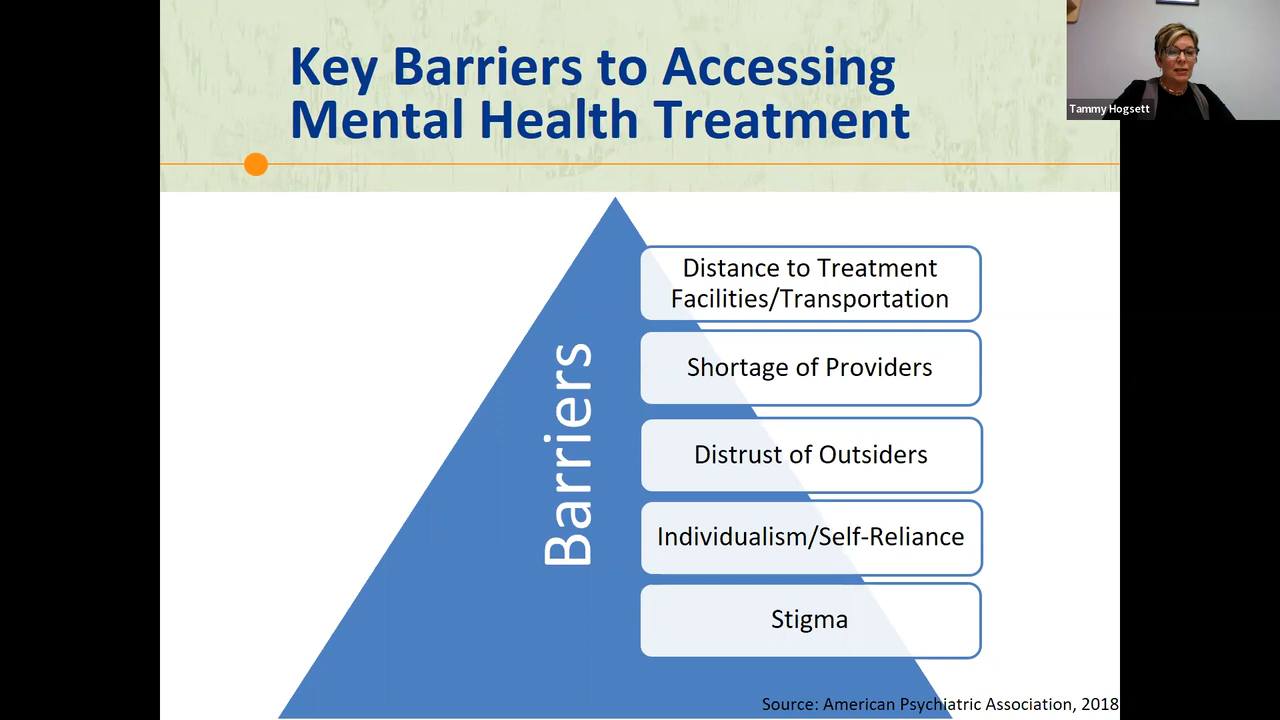 Key Barriers to Accessing
Mental Health Treatment
Tammy Hogsett
Barriers
Distance to Treatment
Facilities/Transportation
Shortage of Providers
Distrust of Outsiders
Individualism/Self-Reliance
Stigma
Source: American Psychiatric Association, 2018